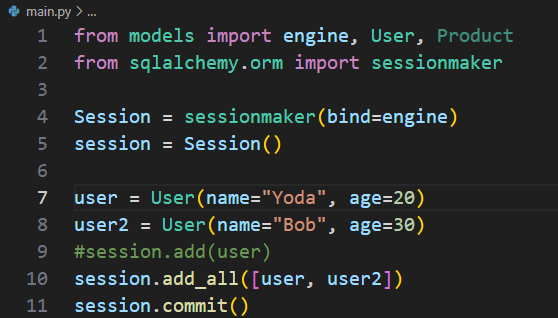 main.py > ...
1 from models import engine, User, Product
2 from sqlalchemy.orm import sessionmaker
3
4 Session = sessionmaker(bind=engine)
5 session = Session()
6
7 user = User(name="Yoda", age=20)
8 user2 = User(name="Bob", age=30)
9 #session.add(user)
10 session.add_all([user, user2])
11 session.commit()